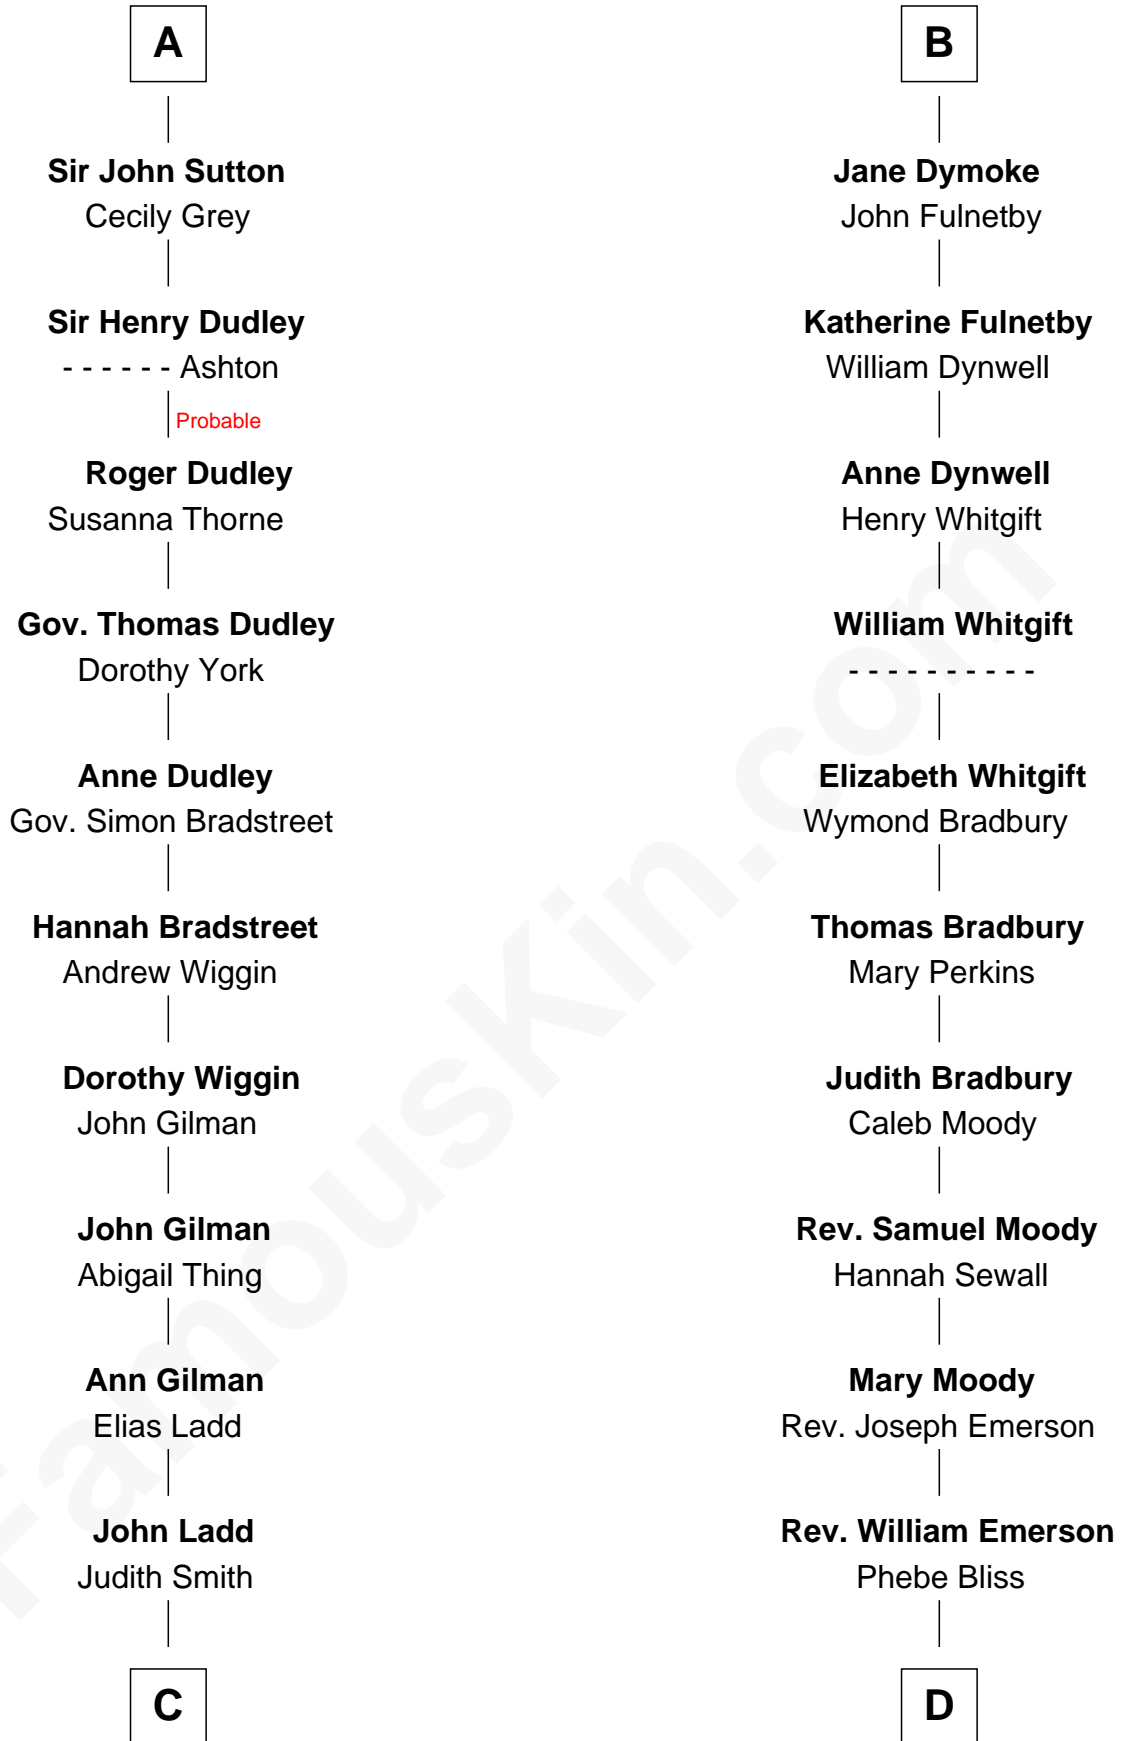 A
Sir John Sutton
Cecily Grey
Sir Henry Dudley
- - - - - - Ashton
Probable
Roger Dudley
Susanna Thorne
Gov. Thomas Dudley
Dorothy York
Anne Dudley
Gov. Simon Bradstreet
Hannah Bradstreet
Andrew Wiggin
Dorothy Wiggin
John Gilman
John Gilman
Abigail Thing
Ann Gilman
Elias Ladd
John Ladd
Judith Smith
C
B
Jane Dymoke
John Fulnetby
Katherine Fulnetby
William Dynwell
Anne Dynwell
Henry Whitgift
William Whitgift
- - - - - - - - - -
Elizabeth Whitgift
Wymond Bradbury
Thomas Bradbury
Mary Perkins
Judith Bradbury
Caleb Moody
Rev. Samuel Moody
Hannah Sewall
Mary Moody
Rev. Joseph Emerson
Rev. William Emerson
Phebe Bliss
D
FamousKin.com